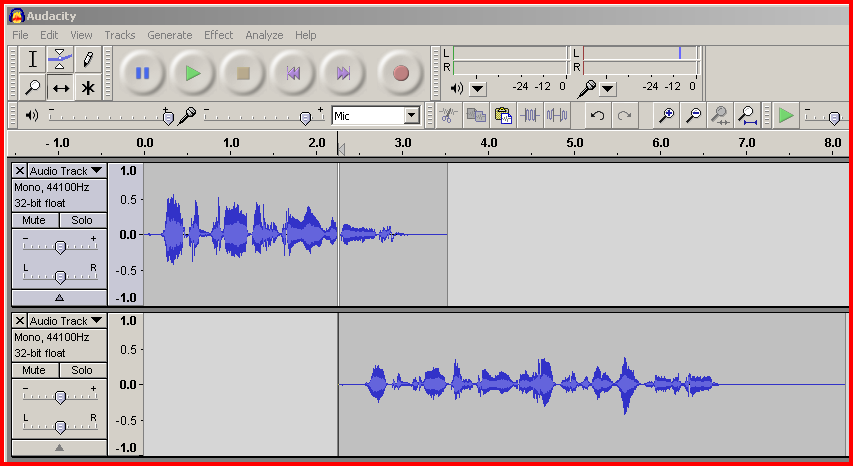 Audacity
File Edit View Tracks Generate Effect Analyze Help
L
R
-24 -12 0
L
R
-24 -12 0
- + - + Mic -
- 1.0 0.0 1.0 2.0 3.0 4.0 5.0 6.0 7.0 8.0
Audio Track
Mono, 44100Hz
32-bit float
Mute Solo
- +
L R
1.0
0.5
0.0
-0.5
-1.0
Audio Track
Mono, 44100Hz
32-bit float
Mute Solo
- +
L R
1.0
0.5
0.0
-0.5
-1.0